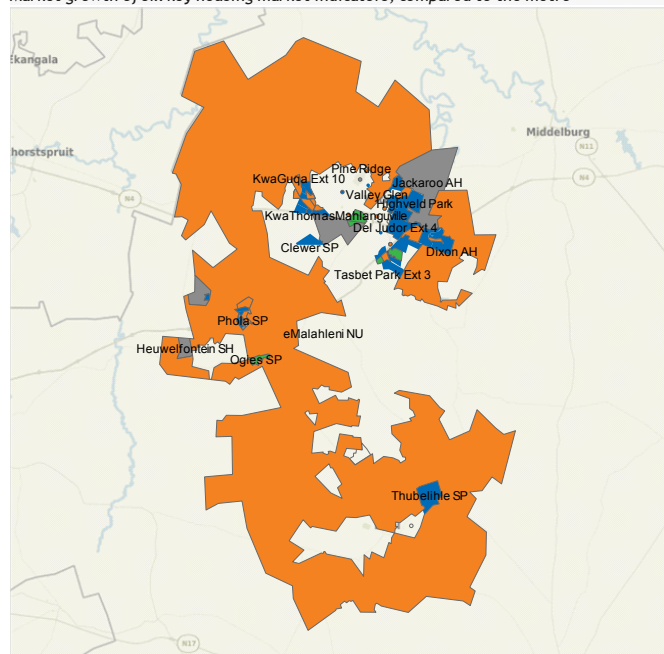 market growth of six key housing market indicators, compared to the metro
Ekangala
Middelburg
N11
horstspruit
Pine Ridge
N4
KwaGuqa Ext 10
Jackaroo AH
N4
Valley Glen
Highveld Park
KwaThomasMahlanguville
Del Judor Ext 4
Clewer SP
Dixon AH
Tasbet Park Ext 3
Phola SP
eMalahleni NU
Heuwelfontein SH
Ogies SP
Thubelihle SP
N17